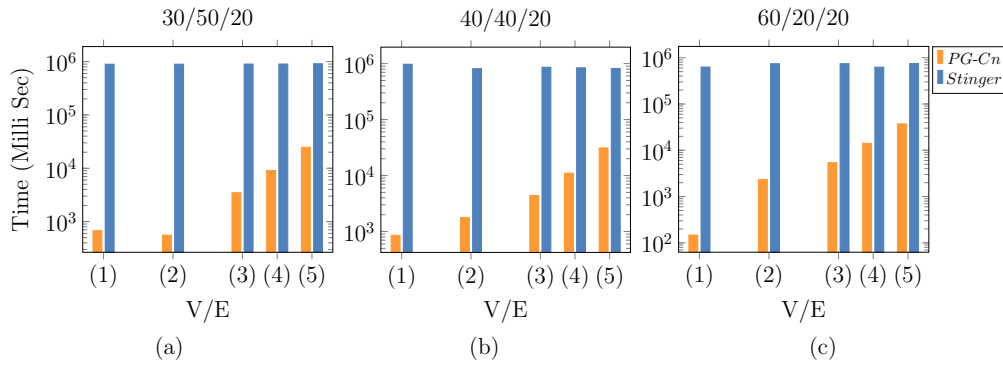 30/50/20
40/40/20
60/20/20
Time (Milli Sec)
10^6
10^5
10^4
10^3
(1) (2) (3) (4) (5)
V/E
(a)
10^6
10^5
10^4
10^3
(1) (2) (3) (4) (5)
V/E
(b)
10^6
10^5
10^4
10^3
10^2
(1) (2) (3) (4) (5)
V/E
(c)
PG-Cn
Stinger